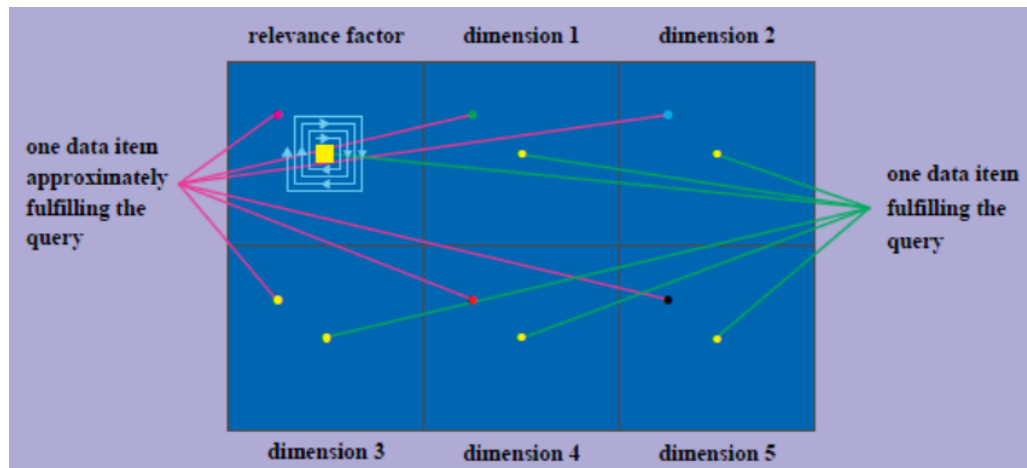 relevance factor
dimension 1
dimension 2
one data item
approximately
fulfilling the
query
one data item
fulfilling the
query
dimension 3
dimension 4
dimension 5